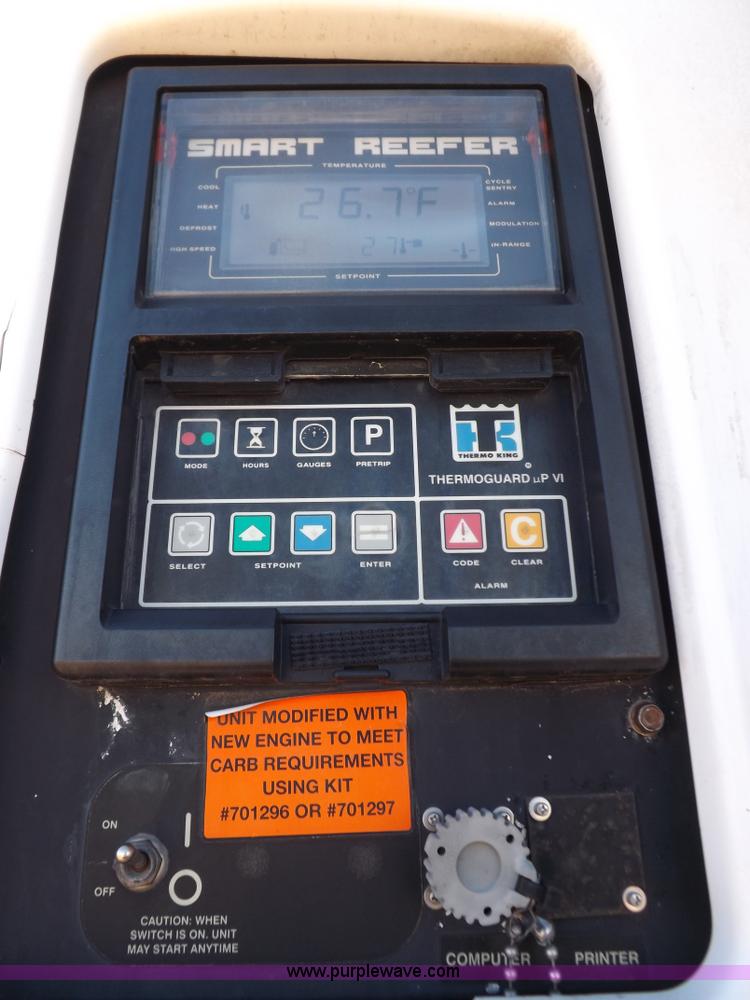 SMART REEFER
TEMPERATURE
COOL
HEAT
DEFROST
HIGH SPEED
26.7°F
27
CYCLE
SENTRY
ALARM
MODULATION
IN-RANGE
SETPOINT
MODE
HOURS
GAUGES
P
PRETRIP
THERMO KING
®
THERMOGUARD µP VI
SELECT
SETPOINT
ENTER
C
CODE
CLEAR
ALARM
UNIT MODIFIED WITH
NEW ENGINE TO MEET
CARB REQUIREMENTS
USING KIT
#701296 OR #701297
ON
OFF
CAUTION: WHEN
SWITCH IS ON. UNIT
MAY START ANYTIME
COMPUTER
PRINTER
www.purplewave.com